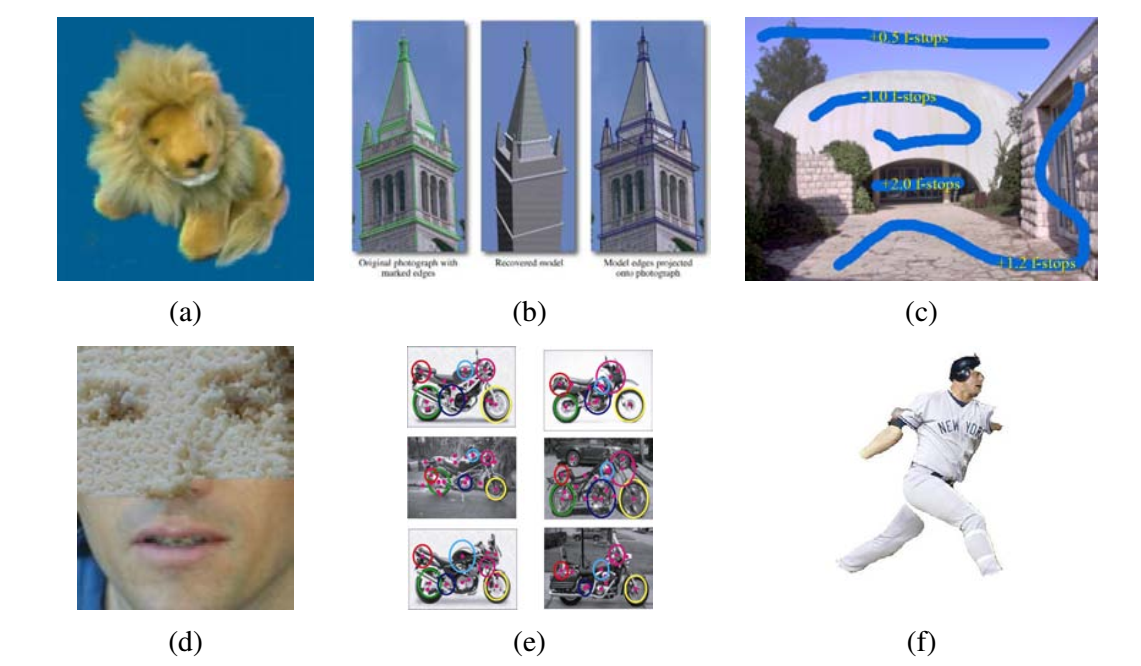 +0.5 f-stops
-1.0 f-stops
+2.0 f-stops
+1.2 f-stops
Original photograph with
marked edges
Recovered model
Model edges projected
onto photograph
(a)
(b)
(c)
NEW YORK
(d)
(e)
(f)